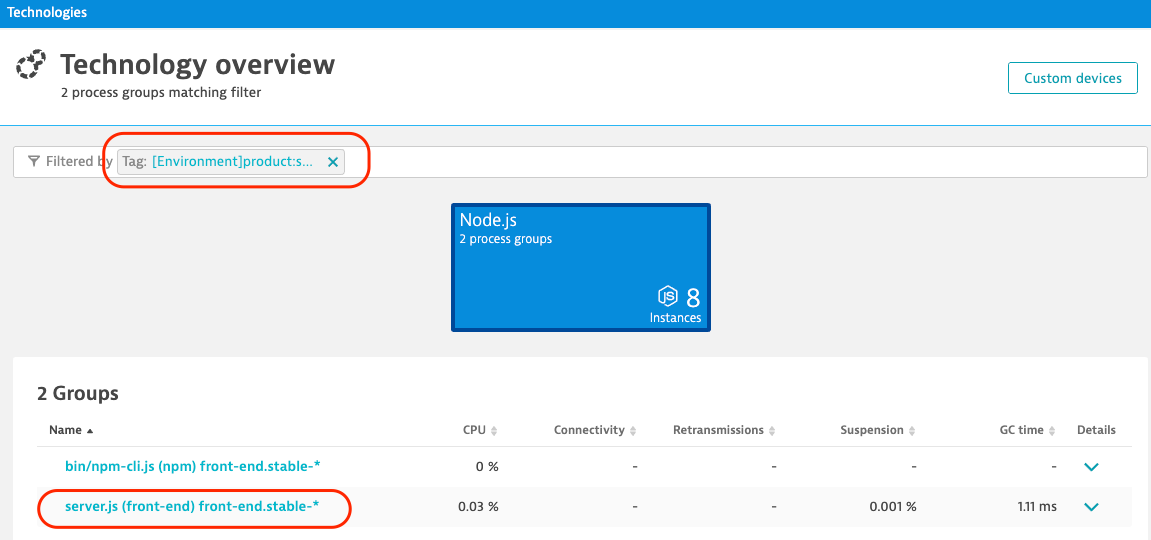 Technologies
Technology overview
2 process groups matching filter
Custom devices
Filtered by Tag: [Environment]product:s...
Node.js
2 process groups
JS 8
Instances
2 Groups
Name CPU Connectivity Retransmissions Suspension GC time Details
bin/npm-cli.js (npm) front-end.stable-* 0 % - - - -
server.js (front-end) front-end.stable-* 0.03 % - - 0.001 % 1.11 ms